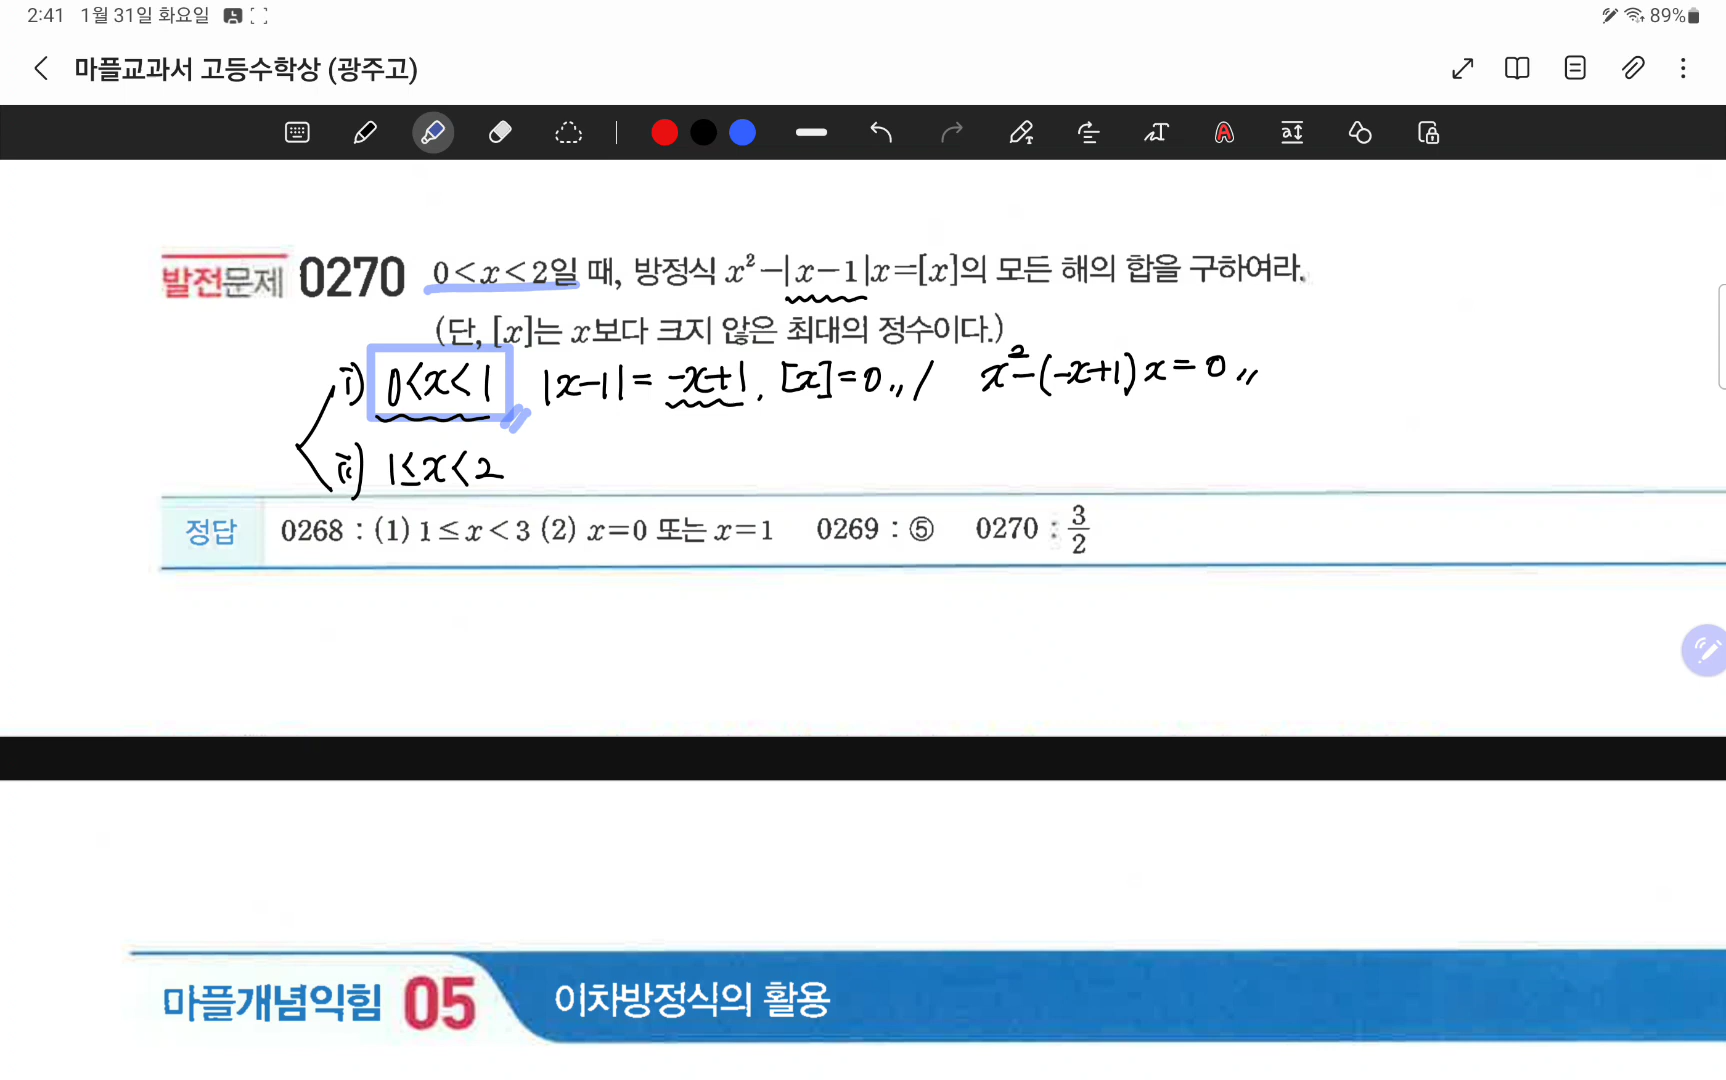 2:41 1월 31일 화요일 89%
마플교과서 고등수학상 (광주고)
발전문제 0270 0<x<2일 때, 방정식 x²−|x−1|x=[x]의 모든 해의 합을 구하여라.
(단, [x]는 x보다 크지 않은 최대의 정수이다.)
i) 0<x<1 |x-1| = -x+1, [x]=0,, / x²-(-x+1)x=0,,
ii) 1≤x<2
정답 0268 : (1) 1≤x<3 (2) x=0 또는 x=1 0269 : ⑤ 0270 : 3/2
마플개념익힘 05 이차방정식의 활용